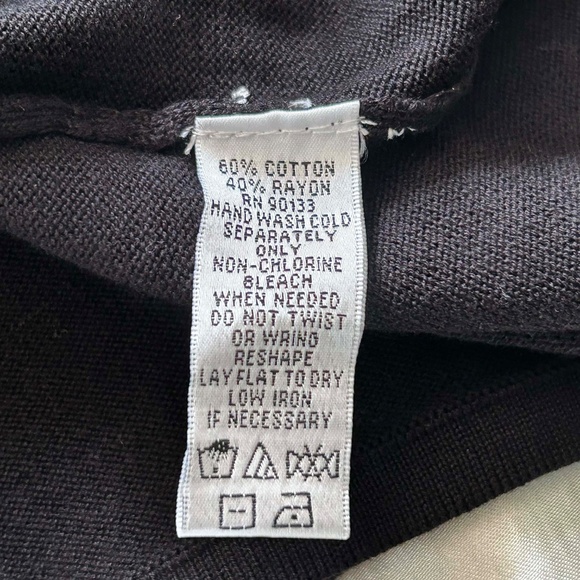 60% COTTON
40% RAYON
RN 90133
HAND WASH COLD
SEPARATELY
ONLY
NON-CHLORINE
BLEACH
WHEN NEEDED
DO NOT TWIST
OR WRING
RESHAPE
LAY FLAT TO DRY
LOW IRON
IF NECESSARY